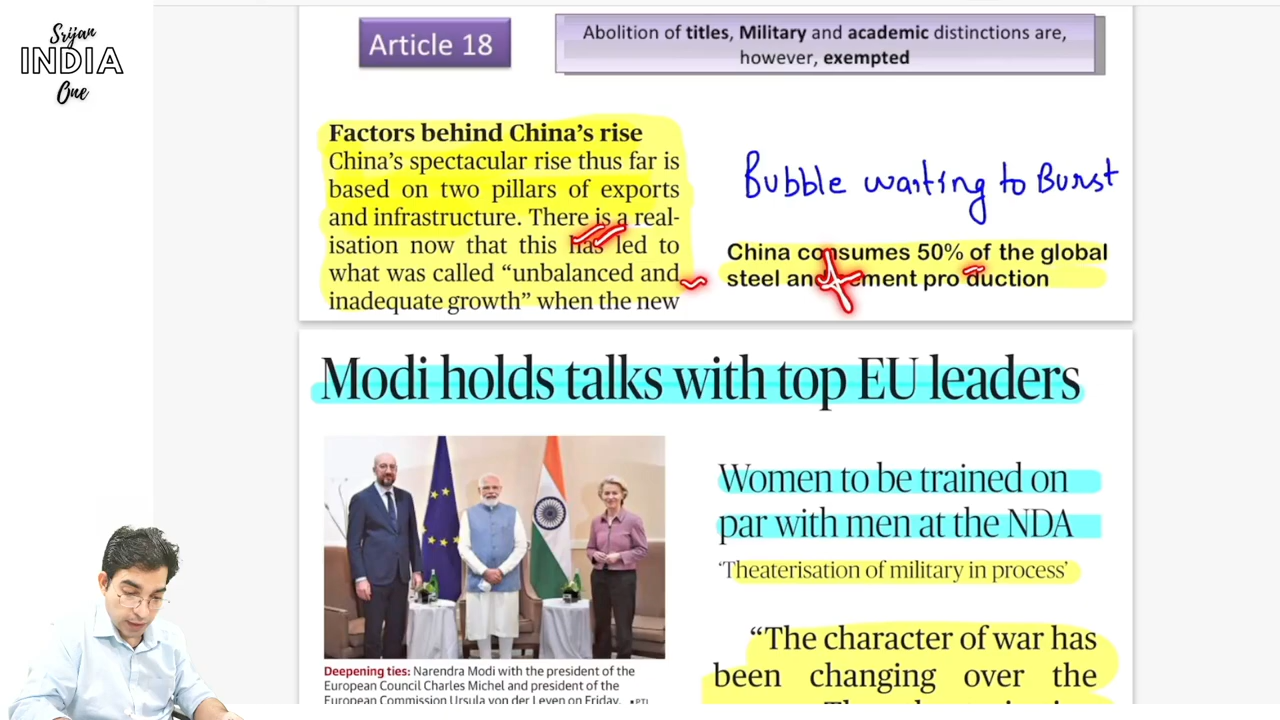 Srijan
INDIA
One
Article 18
Abolition of titles, Military and academic distinctions are,
however, exempted
Factors behind China's rise
China's spectacular rise thus far is
based on two pillars of exports
and infrastructure. There is a real-
isation now that this has led to
what was called “unbalanced and
inadequate growth” when the new
Bubble waiting to Burst
China consumes 50% of the global
steel and cement pro duction
Modi holds talks with top EU leaders
Deepening ties: Narendra Modi with the president of the
European Council Charles Michel and president of the
European Commission Ursula von der Leyen on Friday. PTI
Women to be trained on
par with men at the NDA
‘Theaterisation of military in process’
“The character of war has
been changing over the